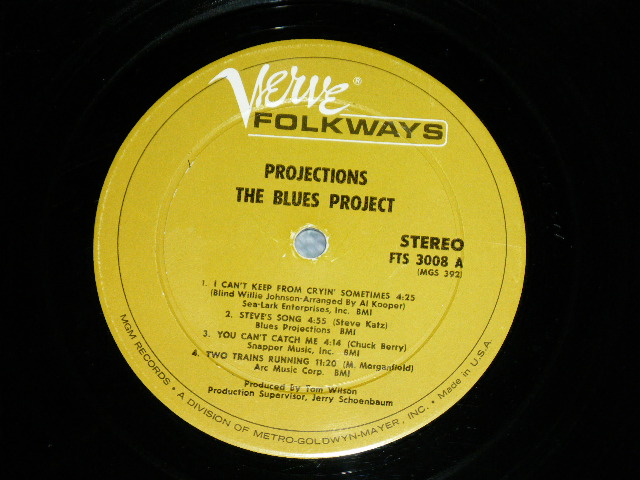 Verve ®
FOLKWAYS
PROJECTIONS
THE BLUES PROJECT
STEREO
FTS 3008 A
(MGS 392)
1. I CAN'T KEEP FROM CRYIN' SOMETIMES 4:25
(Blind Willie Johnson-Arranged By Al Kooper)
Sea-Lark Enterprises, Inc. BMI
2. STEVE'S SONG 4:55 (Steve Katz)
Blues Projections BMI
3. YOU CAN'T CATCH ME 4:14 (Chuck Berry)
Snapper Music, Inc. BMI
4. TWO TRAINS RUNNING 11:20 (M. Morganfield)
Arc Music Corp. BMI
Produced By Tom Wilson
Production Supervisor, Jerry Schoenbaum
MGM RECORDS • A DIVISION OF METRO-GOLDWYN-MAYER, INC. • Made in U.S.A.